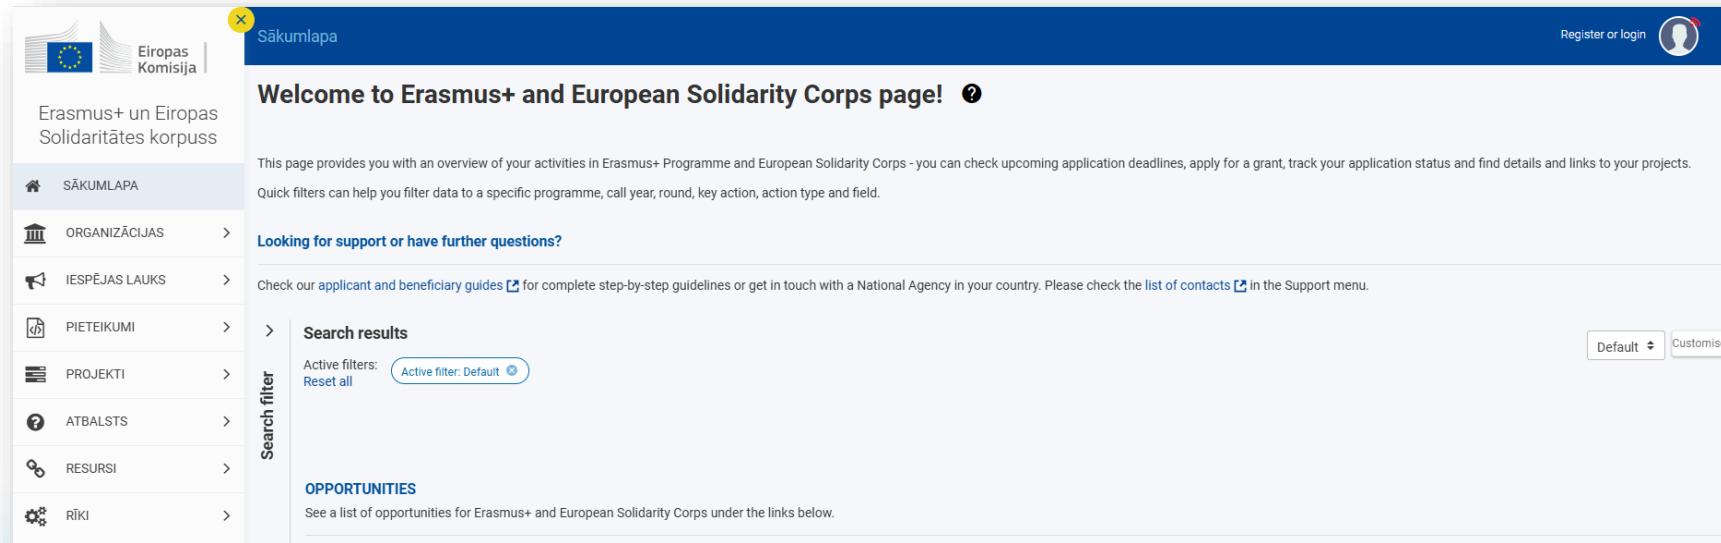 Eiropas
Komisija
Erasmus+ un Eiropas
Solidaritātes korpuss
SĀKUMLAPA
ORGANIZĀCIJAS
IESPĒJAS LAUKS
PIETEIKUMI
PROJEKTI
ATBALSTS
RESURSI
RĪKI
Sākumlapa
Register or login
Welcome to Erasmus+ and European Solidarity Corps page!
This page provides you with an overview of your activities in Erasmus+ Programme and European Solidarity Corps - you can check upcoming application deadlines, apply for a grant, track your application status and find details and links to your projects.
Quick filters can help you filter data to a specific programme, call year, round, key action, action type and field.
Looking for support or have further questions?
Check our applicant and beneficiary guides for complete step-by-step guidelines or get in touch with a National Agency in your country. Please check the list of contacts in the Support menu.
Search filter
Search results
Default
Customis
Active filters:
Reset all
Active filter: Default
OPPORTUNITIES
See a list of opportunities for Erasmus+ and European Solidarity Corps under the links below.